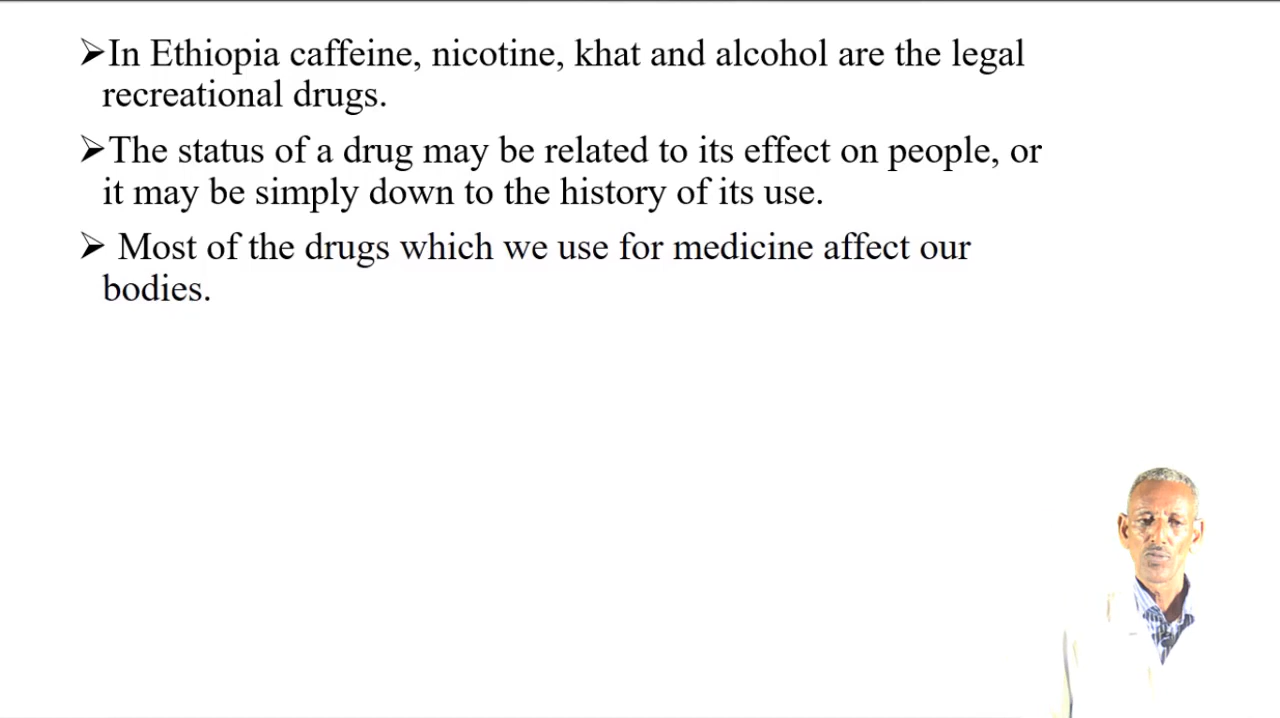 ➢In Ethiopia caffeine, nicotine, khat and alcohol are the legal
recreational drugs.
➢The status of a drug may be related to its effect on people, or
it may be simply down to the history of its use.
➢ Most of the drugs which we use for medicine affect our
bodies.